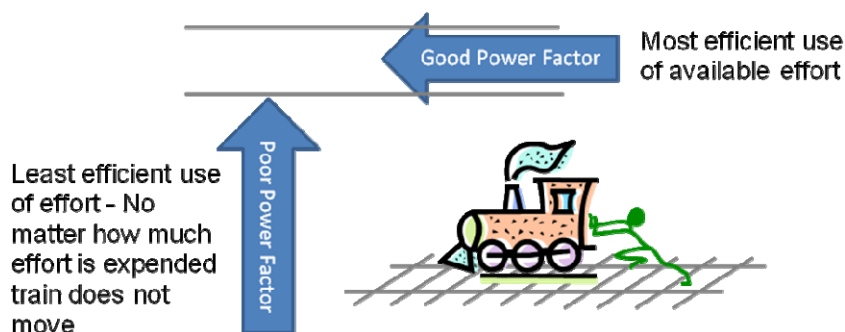 Good Power Factor
Most efficient use
of available effort
Poor Power Factor
Least efficient use
of effort - No
matter how much
effort is expended
train does not
move